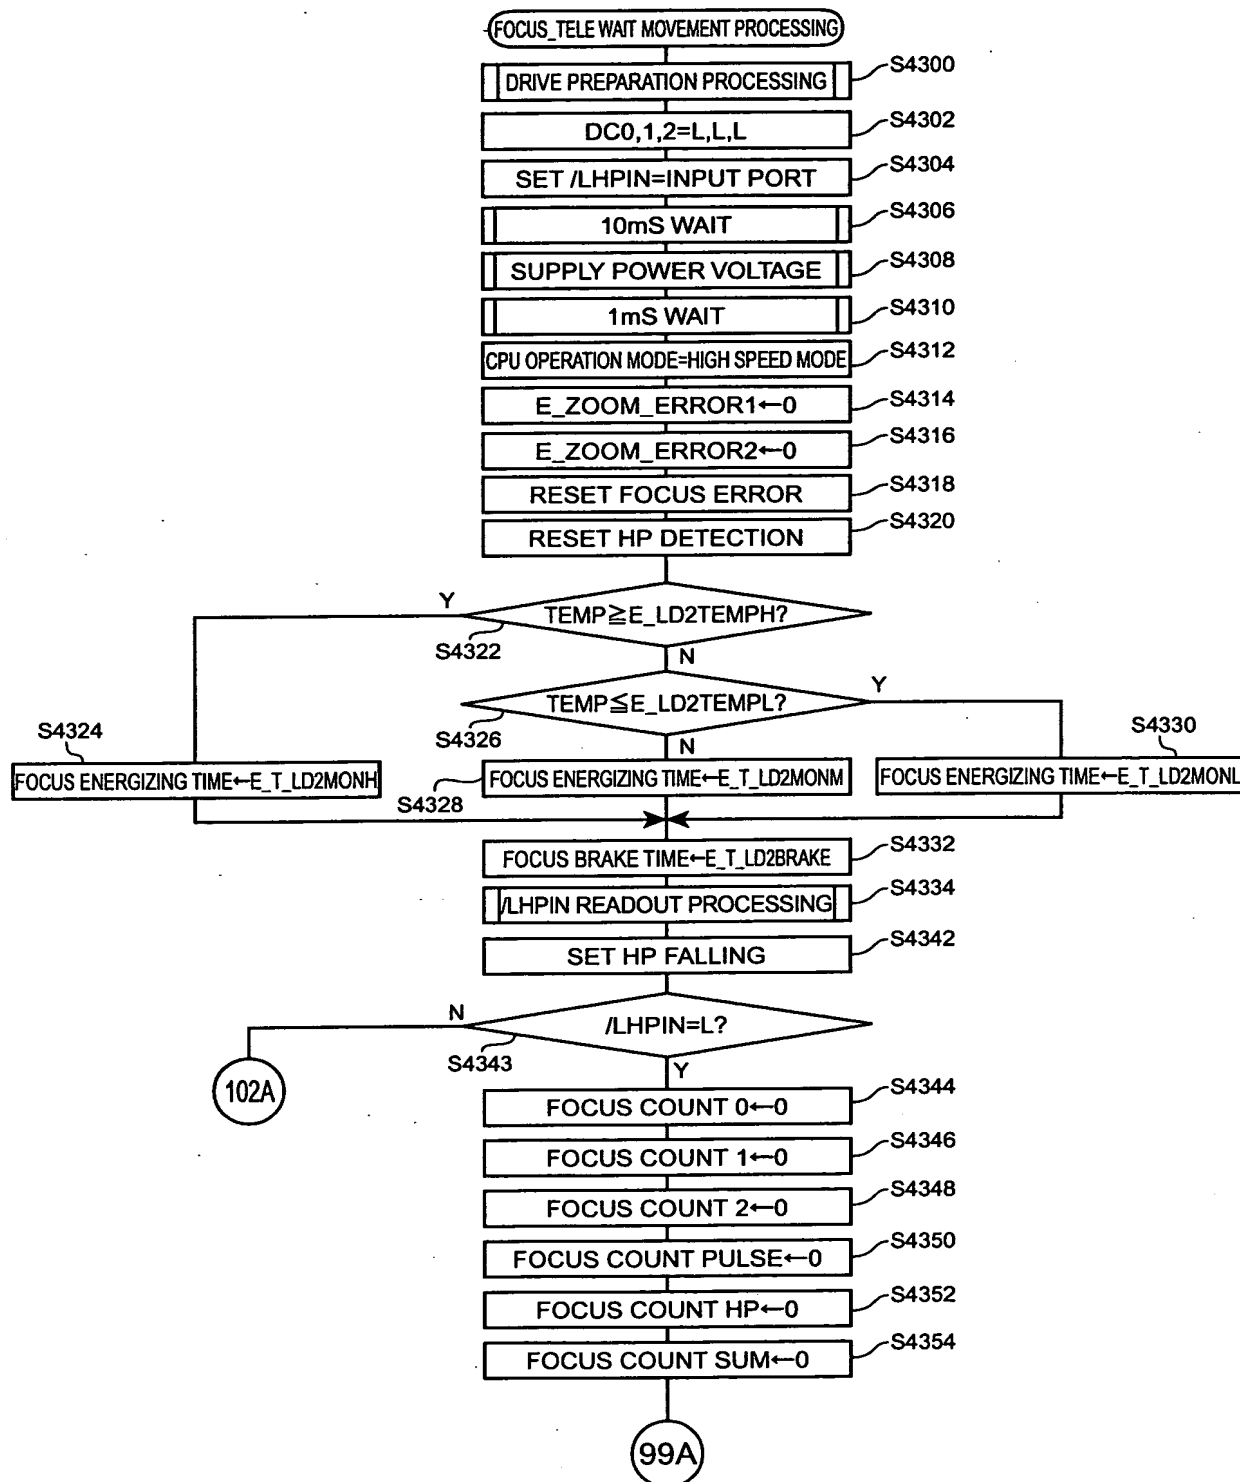 FOCUS_TELE WAIT MOVEMENT PROCESSING
DRIVE PREPARATION PROCESSING
S4300
DC0,1,2=L,L,L
S4302
SET /LHPIN=INPUT PORT
S4304
10mS WAIT
S4306
SUPPLY POWER VOLTAGE
S4308
1mS WAIT
S4310
CPU OPERATION MODE=HIGH SPEED MODE
S4312
E_ZOOM_ERROR1←0
S4314
E_ZOOM_ERROR2←0
S4316
RESET FOCUS ERROR
S4318
RESET HP DETECTION
S4320
Y
TEMP≧E_LD2TEMPH?
S4322
N
TEMP≦E_LD2TEMPL?
Y
S4326
N
S4324
FOCUS ENERGIZING TIME←E_T_LD2MONH
FOCUS ENERGIZING TIME←E_T_LD2MONM
S4328
S4330
FOCUS ENERGIZING TIME←E_T_LD2MONL
FOCUS BRAKE TIME←E_T_LD2BRAKE
S4332
/LHPIN READOUT PROCESSING
S4334
SET HP FALLING
S4342
N
/LHPIN=L?
S4343
Y
102A
FOCUS COUNT 0←0
S4344
FOCUS COUNT 1←0
S4346
FOCUS COUNT 2←0
S4348
FOCUS COUNT PULSE←0
S4350
FOCUS COUNT HP←0
S4352
FOCUS COUNT SUM←0
S4354
99A